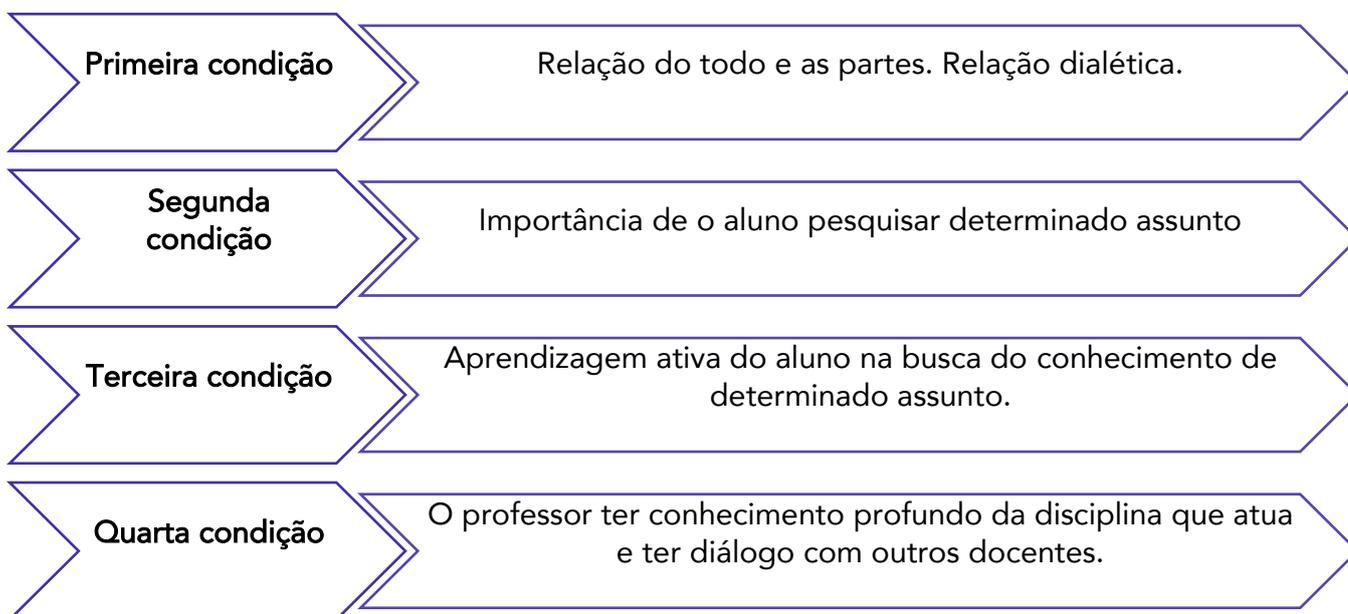 Primeira condição
Relação do todo e as partes. Relação dialética.
Segunda
condição
Importância de o aluno pesquisar determinado assunto
Terceira condição
Aprendizagem ativa do aluno na busca do conhecimento de
determinado assunto.
Quarta condição
O professor ter conhecimento profundo da disciplina que atua
e ter diálogo com outros docentes.